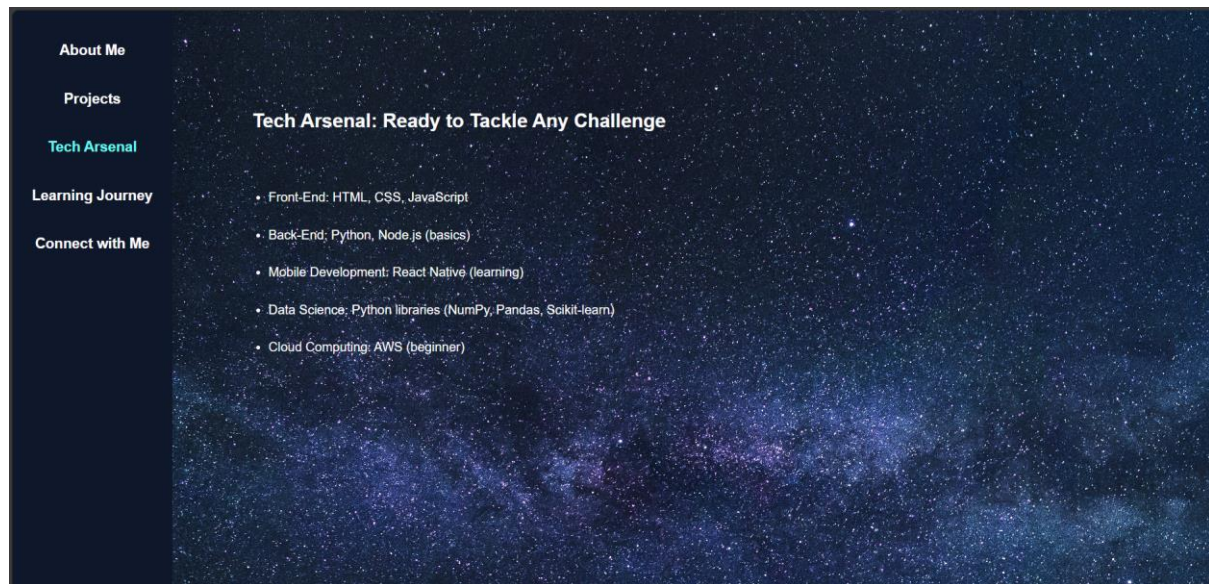 About Me
Projects
Tech Arsenal
Learning Journey
Connect with Me
Tech Arsenal: Ready to Tackle Any Challenge
• Front-End: HTML, CSS, JavaScript
• Back-End: Python, Node.js (basics)
• Mobile Development: React Native (learning)
• Data Science: Python libraries (NumPy, Pandas, Scikit-learn)
• Cloud Computing: AWS (beginner)